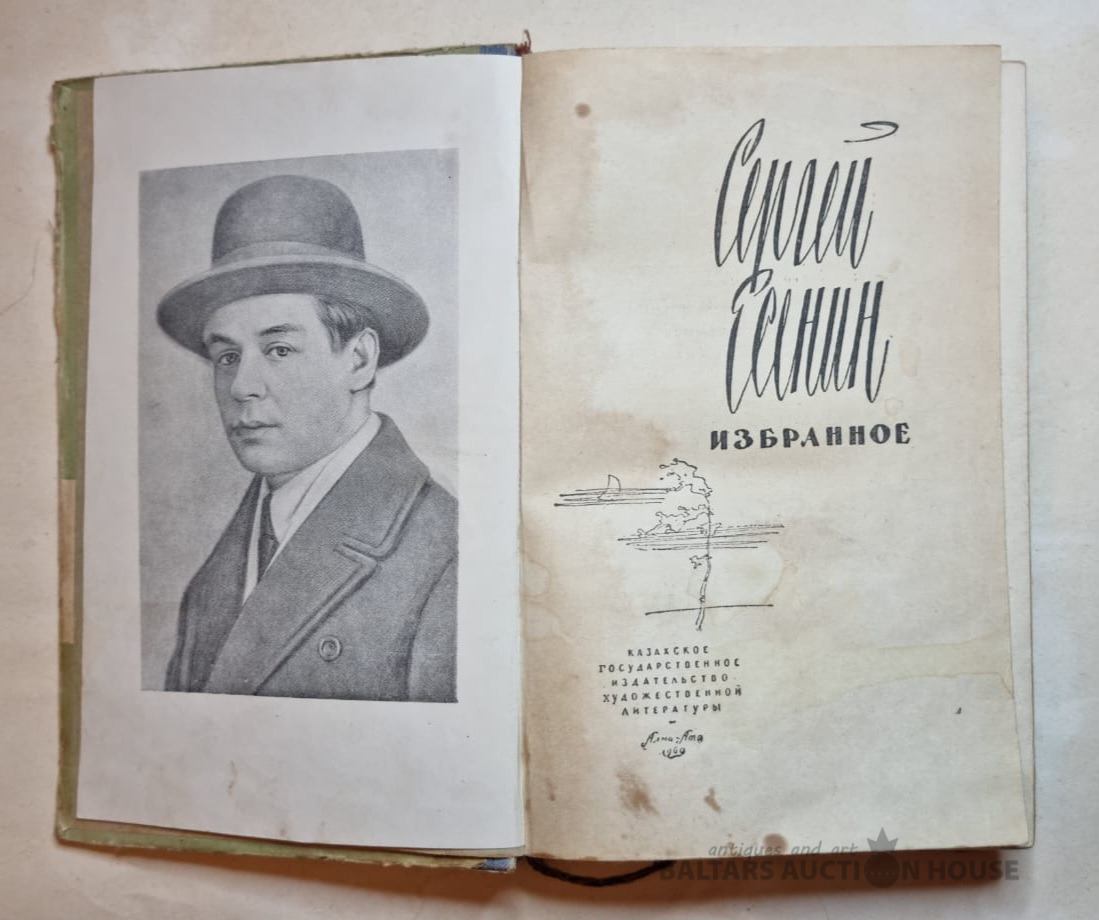 Сергей
Есенин
ИЗБРАННОЕ
КАЗАХСКОЕ
ГОСУДАРСТВЕННОЕ
ИЗДАТЕЛЬСТВО
ХУДОЖЕСТВЕННОЙ
ЛИТЕРАТУРЫ
Алма-Ата
antiques and art
BALTARS AUCTION HOUSE